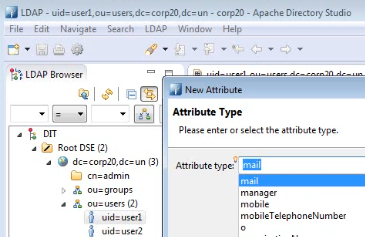 LDAP - uid=user1,ou=users,dc=corp20,dc=un - corp20 - Apache Directory Studio
File Edit Navigate Search LDAP Window Help
LDAP Browser
uid=user1,ou=users,dc=corp20,dc=un
New Attribute
Attribute Type
Please enter or select the attribute type.
=
DIT
Root DSE (2)
dc=corp20,dc=un (3)
cn=admin
ou=groups
ou=users (2)
uid=user1
uid=user2
Attribute type: mail
mail
manager
mobile
mobileTelephoneNumber
o